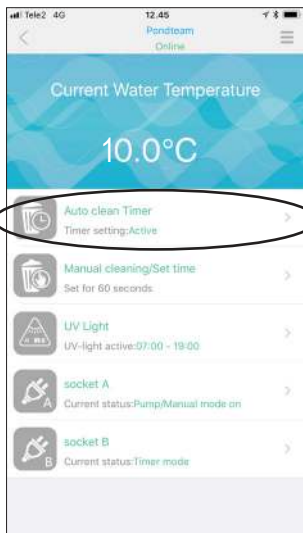 Tele2 4G 12.45
Pondteam
Online
Current Water Temperature
10.0°C
Auto clean Timer
Timer setting:Active
Manual cleaning/Set time
Set for 60 seconds
UV Light
UV-light active:07:00 - 19:00
socket A
Current status:Pump/Manual mode on
A
socket B
Current status:Timer mode
B